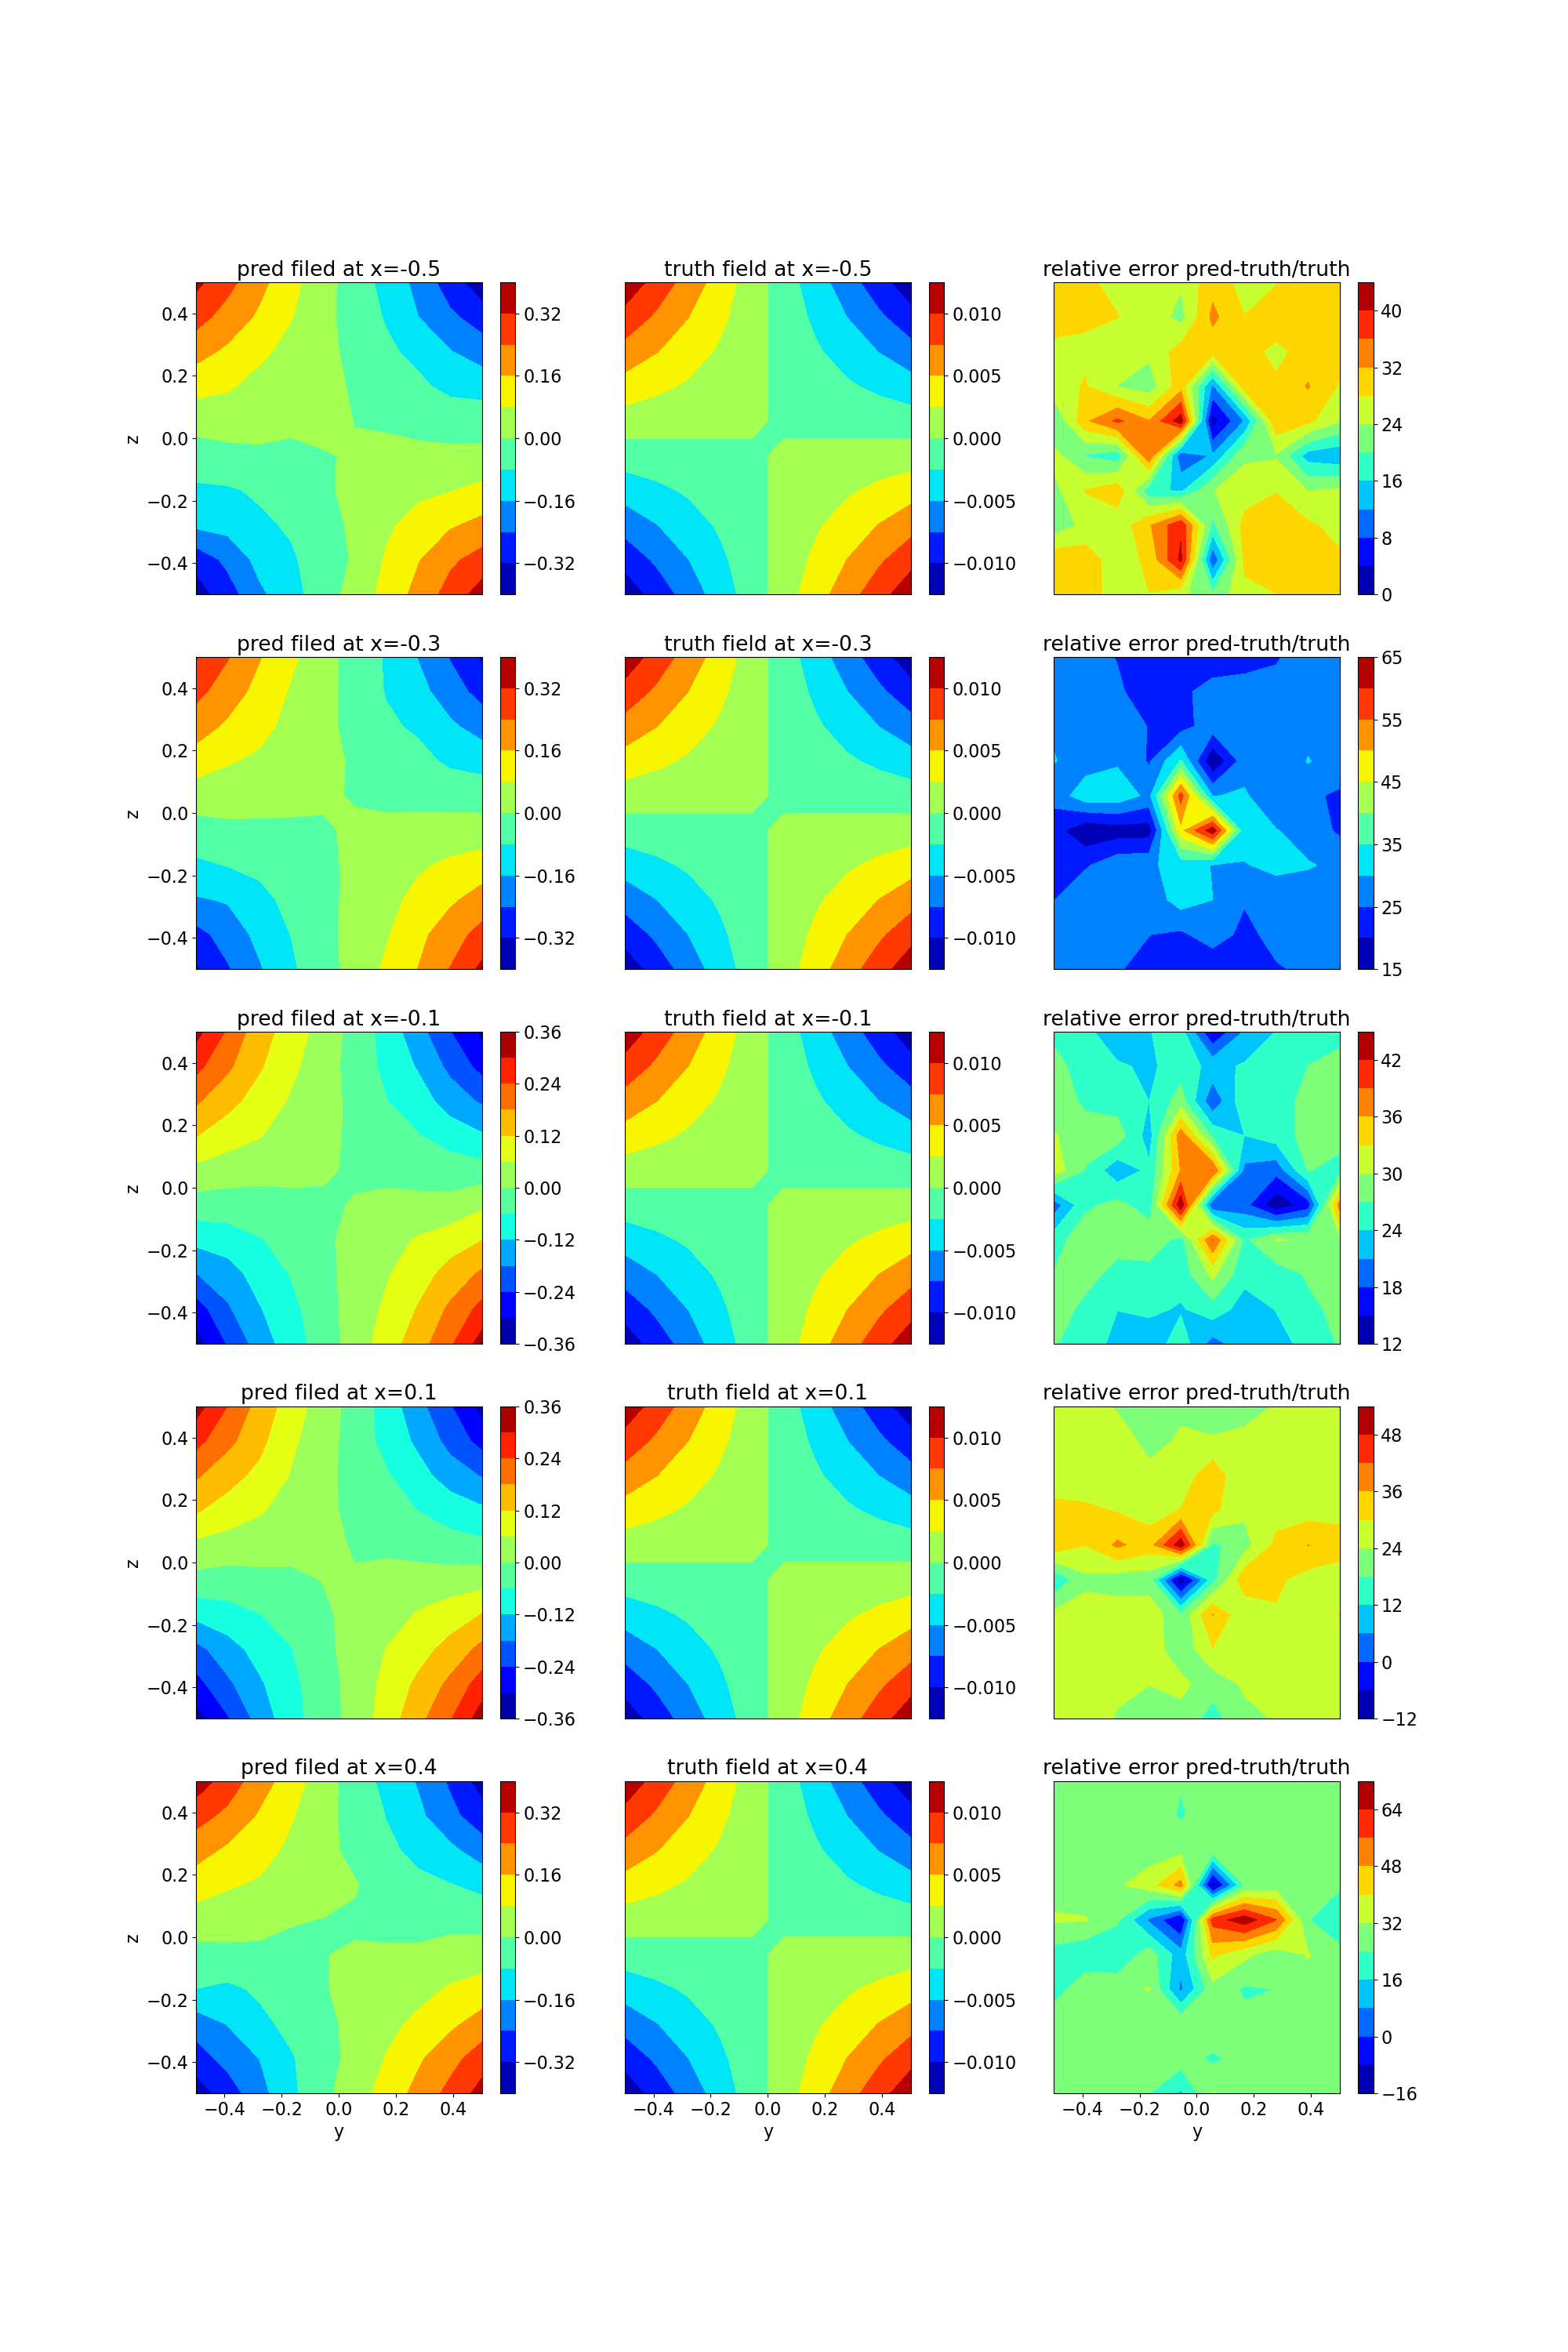 pred filed at x=-0.5 truth field at x=-0.5 relative error pred-truth/truth
0.4 0.32 0.010 40
0.2 0.16 0.005 32
z 0.0 0.00 0.000 24
−0.2 −0.16 −0.005 16
−0.4 −0.32 −0.010 8
0
pred filed at x=-0.3 truth field at x=-0.3 relative error pred-truth/truth
65
0.4 0.32 0.010 55
0.2 0.16 0.005 45
z 0.0 0.00 0.000 35
−0.2 −0.16 −0.005 25
−0.4 −0.32 −0.010
15
pred filed at x=-0.1 truth field at x=-0.1 relative error pred-truth/truth
0.36
0.4 0.24 0.010 42
0.2 0.12 0.005 36
z 0.0 0.00 0.000 30
−0.2 −0.12 −0.005 24
−0.4 −0.24 −0.010 18
−0.36 12
pred filed at x=0.1 truth field at x=0.1 relative error pred-truth/truth
0.36
0.4 0.24 0.010 48
0.2 0.12 0.005 36
z 0.0 0.00 0.000 24
−0.2 −0.12 −0.005 12
−0.4 −0.24 −0.010 0
−0.36 −12
pred filed at x=0.4 truth field at x=0.4 relative error pred-truth/truth
0.4 0.32 0.010 64
0.2 0.16 0.005 48
z 0.0 0.00 0.000 32
−0.2 −0.16 −0.005 16
−0.4 −0.32 −0.010 0
−16
−0.4 −0.2 0.0 0.2 0.4 −0.4 −0.2 0.0 0.2 0.4 −0.4 −0.2 0.0 0.2 0.4
y y y